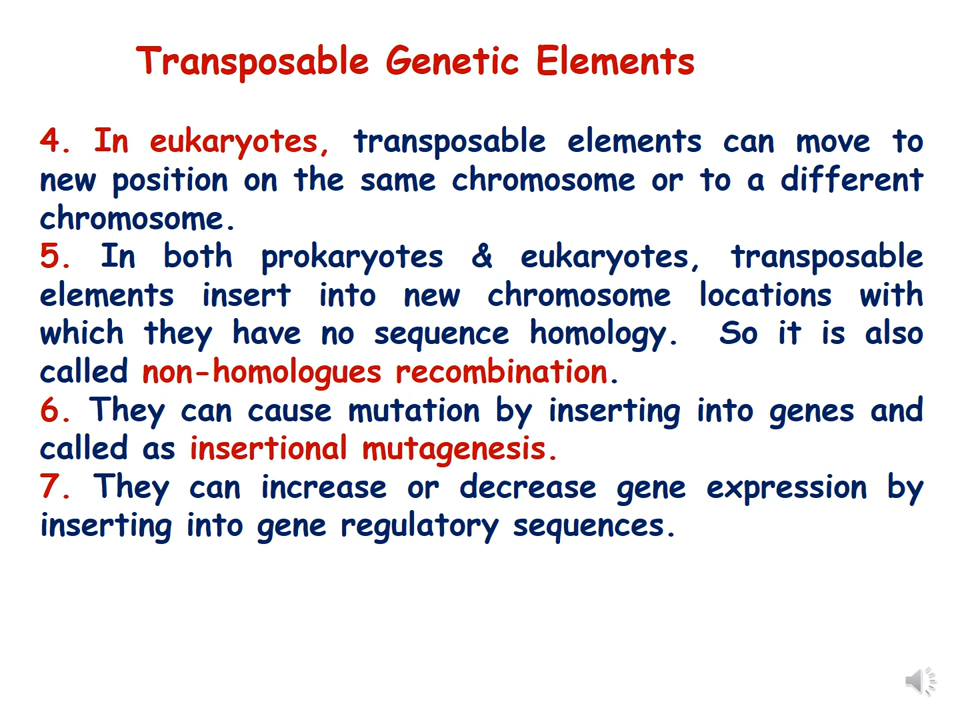 Transposable Genetic Elements
4. In eukaryotes, transposable elements can move to
new position on the same chromosome or to a different
chromosome.
5. In both prokaryotes & eukaryotes, transposable
elements insert into new chromosome locations with
which they have no sequence homology. So it is also
called non-homologues recombination.
6. They can cause mutation by inserting into genes and
called as insertional mutagenesis.
7. They can increase or decrease gene expression by
inserting into gene regulatory sequences.